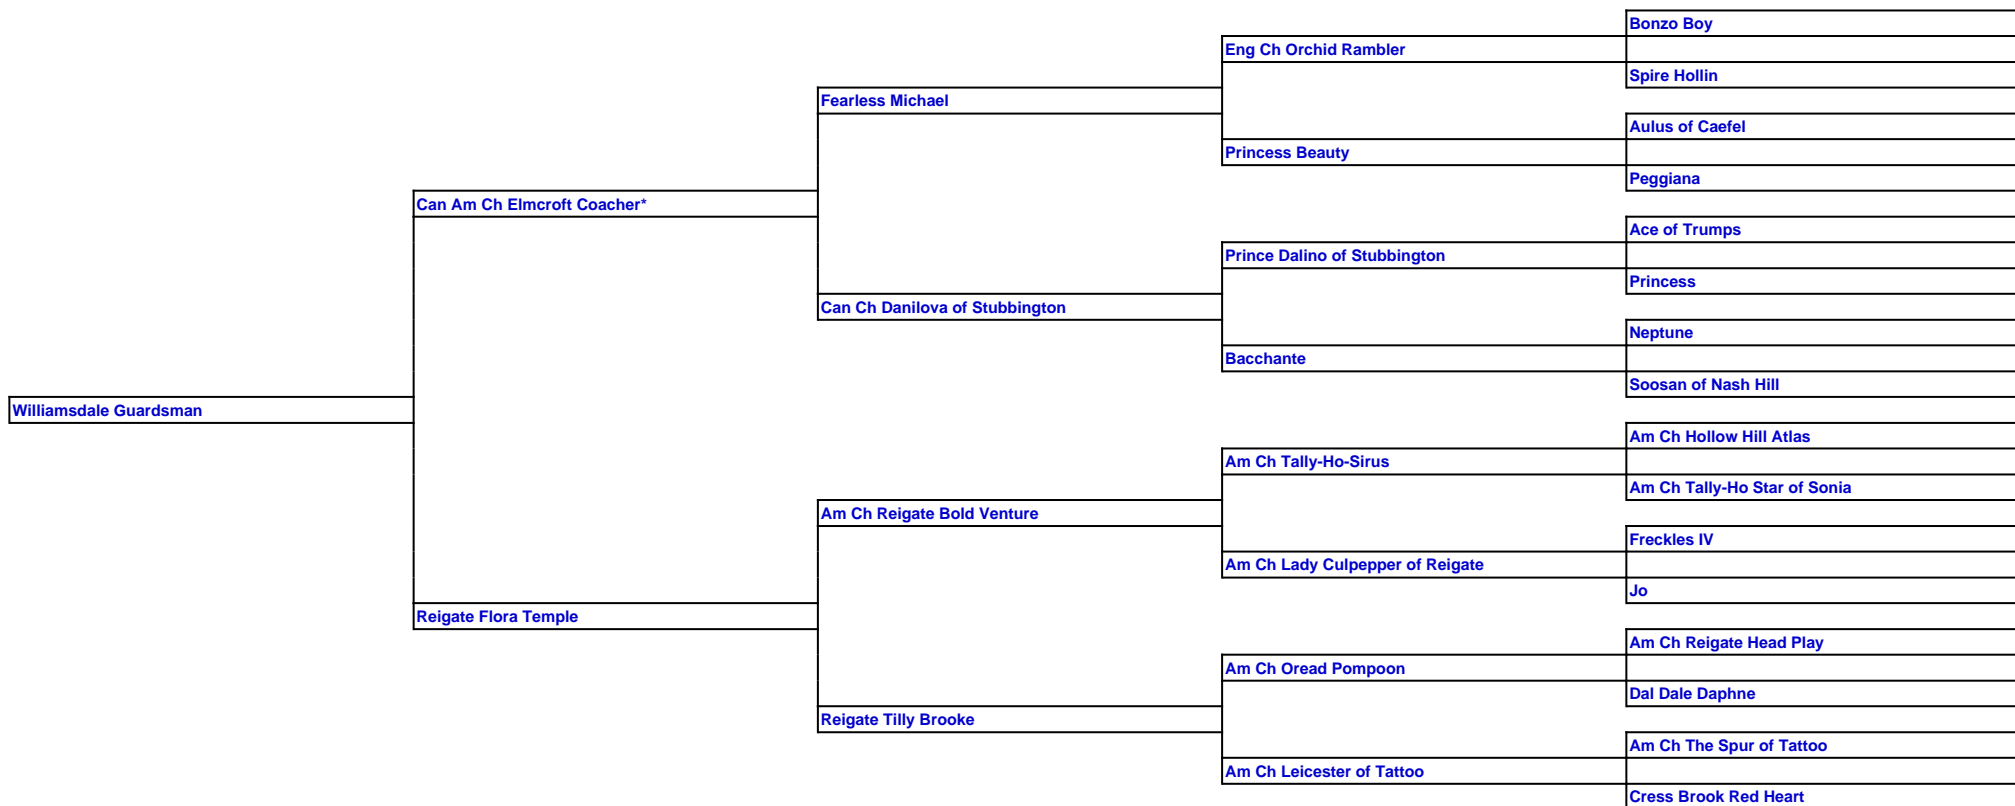 Bonzo Boy
Eng Ch Orchid Rambler
Spire Hollin
Fearless Michael
Aulus of Caefel
Princess Beauty
Peggiana
Can Am Ch Elmcroft Coacher*
Ace of Trumps
Prince Dalino of Stubbington
Princess
Can Ch Danilova of Stubbington
Neptune
Bacchante
Soosan of Nash Hill
Williamsdale Guardsman
Am Ch Hollow Hill Atlas
Am Ch Tally-Ho-Sirus
Am Ch Tally-Ho Star of Sonia
Am Ch Reigate Bold Venture
Freckles IV
Am Ch Lady Culpepper of Reigate
Jo
Reigate Flora Temple
Am Ch Reigate Head Play
Am Ch Oread Pompoon
Dal Dale Daphne
Reigate Tilly Brooke
Am Ch The Spur of Tattoo
Am Ch Leicester of Tattoo
Cress Brook Red Heart